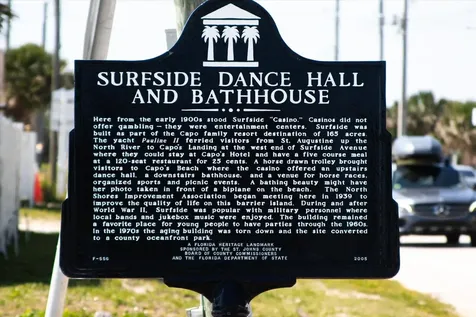 SURFSIDE DANCE HALL
AND BATHHOUSE
Here from the early 1900s stood Surfside "Casino." Casinos did not
offer gambling — they were entertainment centers. Surfside was
built as part of the Capo family resort destination of 165 acres.
The yacht Pauline II ferried visitors from St. Augustine up the
North River to Capo's Landing at the west end of Surfside Avenue
where they could stay at Capo's Hotel and have a five course meal
at a 120-seat restaurant for 25 cents. A horse drawn trolley brought
visitors to Capo's Beach where the casino offered an upstairs
dance hall, a downstairs bathhouse, and a venue for horse races,
organized sports and picnic events. A bathing beauty might have
her photo taken in front of a biplane on the beach. The North
Shores Improvement Association began meeting here in 1939 to
improve the quality of life on this barrier island. During and after
World War II, Surfside was popular with military personnel where
local bands and jukebox music were enjoyed. The building remained
a favorite place for young people to have parties through the 1960s.
In the 1970s the aging building was torn down and the site converted
to a county oceanfront park.
A FLORIDA HERITAGE LANDMARK
SPONSORED BY THE ST. JOHNS COUNTY
BOARD OF COUNTY COMMISSIONERS
F-556 AND THE FLORIDA DEPARTMENT OF STATE 2006